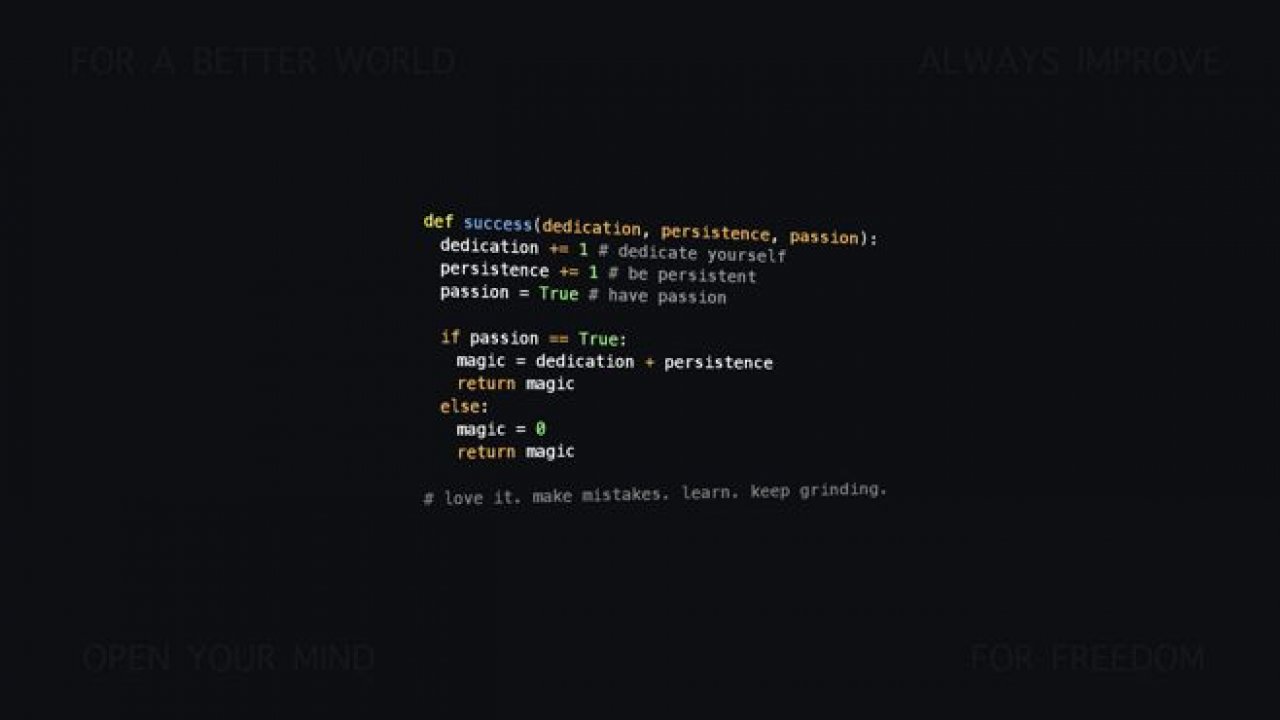 FOR A BETTER WORLD
ALWAYS IMPROVE
def success(dedication, persistence, passion):
  dedication += 1 # dedicate yourself
  persistence += 1 # be persistent
  passion = True # have passion

  if passion == True:
    magic = dedication + persistence
    return magic
  else:
    magic = 0
    return magic

# love it. make mistakes. learn. keep grinding.
OPEN YOUR MIND
FOR FREEDOM